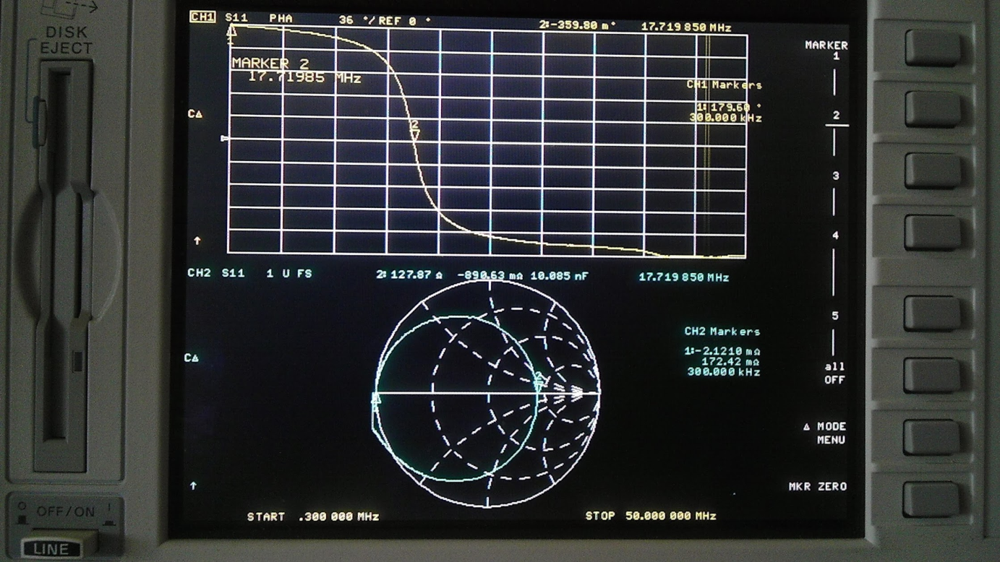 DISK
EJECT
CH1 S11 PHA 36 °/REF 0 ° 2:-359.80 m° 17.719 850 MHz
1
MARKER 2
17.71985 MHz
CH1 Markers
1: 179.60 °
300.000 kHz
2
CΔ
↑
CH2 S11 1 U FS 2: 127.87 Ω -890.63 mΩ 10.085 nF 17.719 850 MHz
CH2 Markers
1:-2.1210 mΩ
172.42 mΩ
300.000 kHz
2
CΔ
↑
START .300 000 MHz STOP 50.000 000 MHz
MARKER
1
2
3
4
5
all
OFF
Δ MODE
MENU
MKR ZERO
OFF/ON
LINE